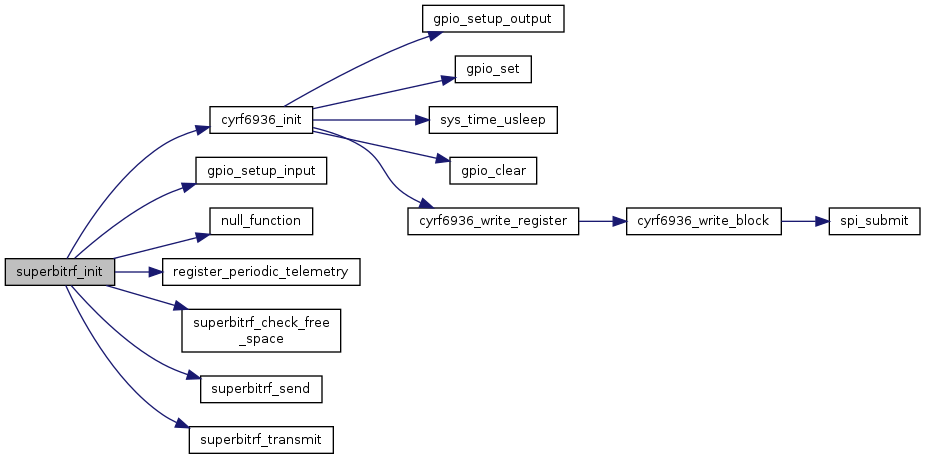 gpio_setup_output
gpio_set
cyrf6936_init
sys_time_usleep
gpio_setup_input
gpio_clear
null_function
cyrf6936_write_register
cyrf6936_write_block
spi_submit
superbitrf_init
register_periodic_telemetry
superbitrf_check_free
_space
superbitrf_send
superbitrf_transmit